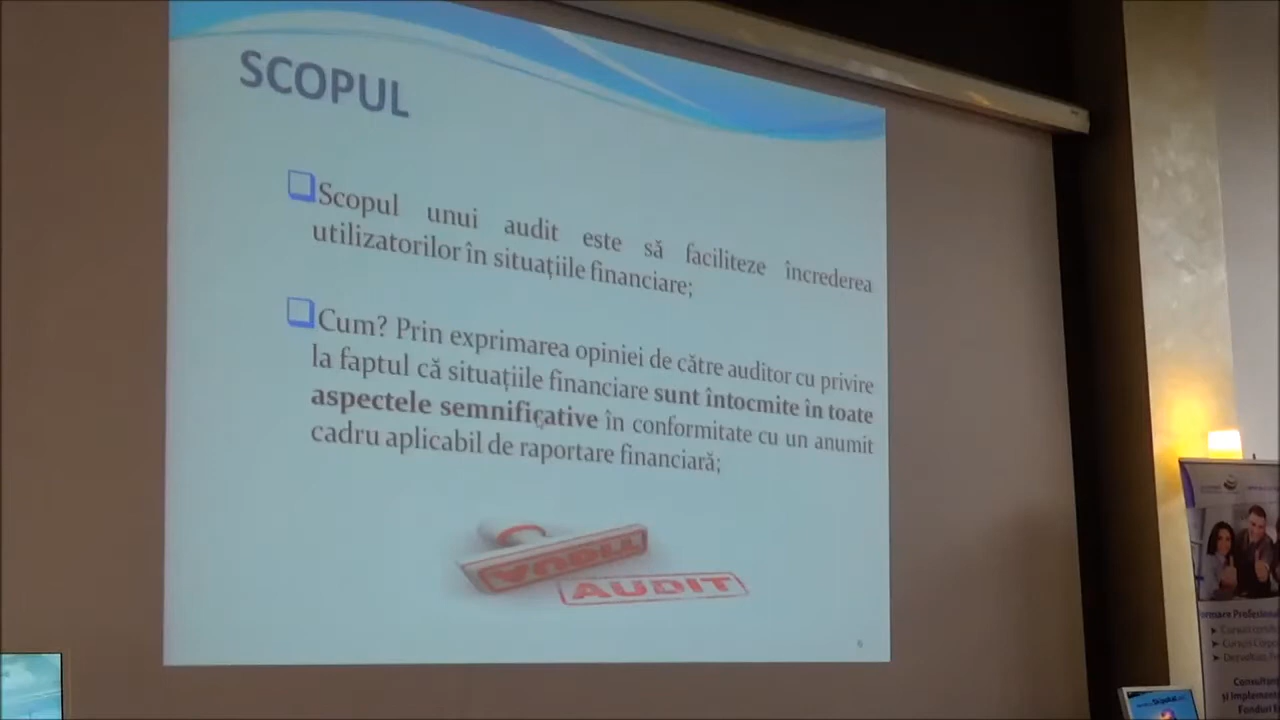 SCOPUL
Scopul unui audit este să faciliteze încrederea
utilizatorilor în situațiile financiare;
Cum? Prin exprimarea opiniei de către auditor cu privire
la faptul că situațiile financiare sunt întocmite în toate
aspectele semnificative în conformitate cu un anumit
cadru aplicabil de raportare financiară;
AUDIT
AUDIT
6